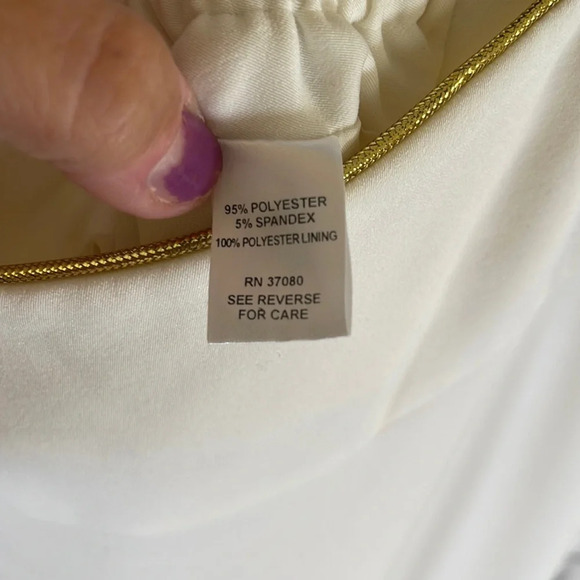 95% POLYESTER
5% SPANDEX
100% POLYESTER LINING
RN 37080
SEE REVERSE
FOR CARE